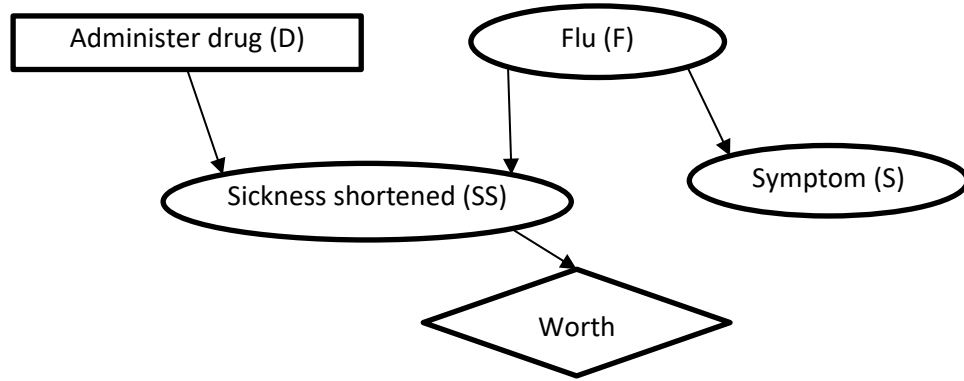 Administer drug (D)
Flu (F)
Sickness shortened (SS)
Symptom (S)
Worth